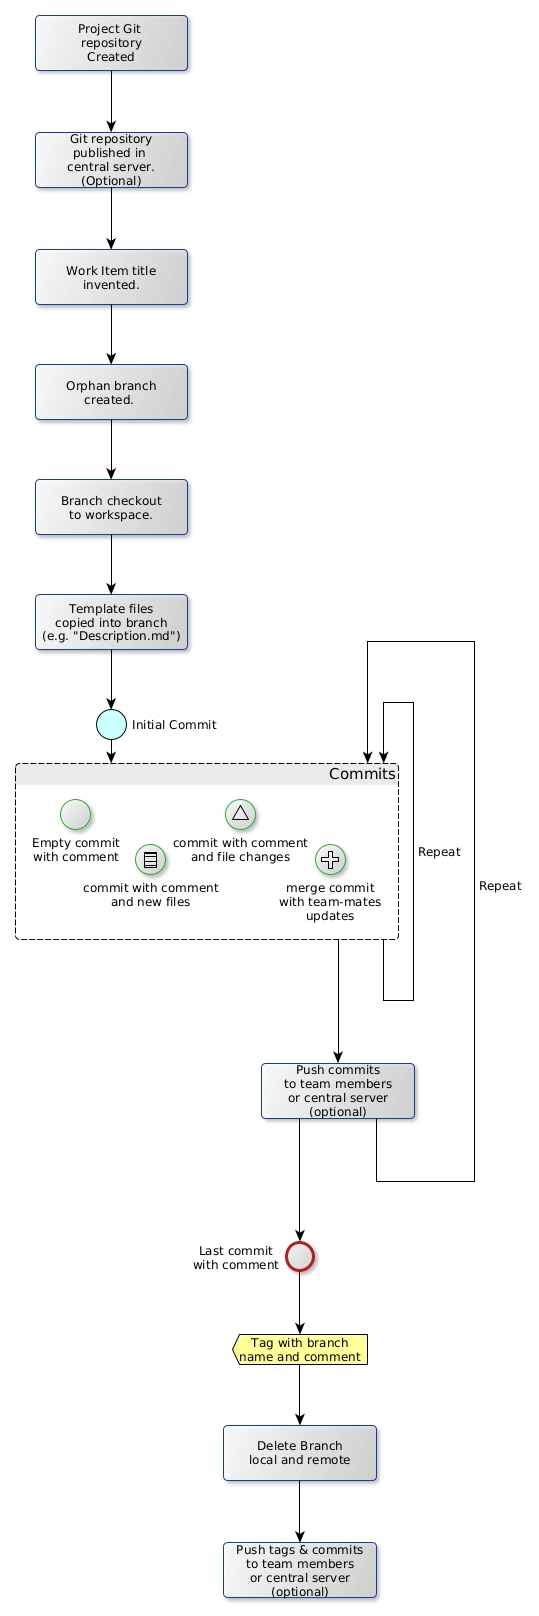 Project Git
repository
Created
Git repository
published in
central server.
(Optional)
Work Item title
invented.
Orphan branch
created.
Branch checkout
to workspace.
Template files
copied into branch
(e.g. "Description.md")
Initial Commit
Commits
Empty commit
with comment
commit with comment
and file changes
commit with comment
and new files
merge commit
with team-mates
updates
Repeat
Repeat
Push commits
to team members
or central server
(optional)
Last commit
with comment
Tag with branch
name and comment
Delete Branch
local and remote
Push tags & commits
to team members
or central server
(optional)